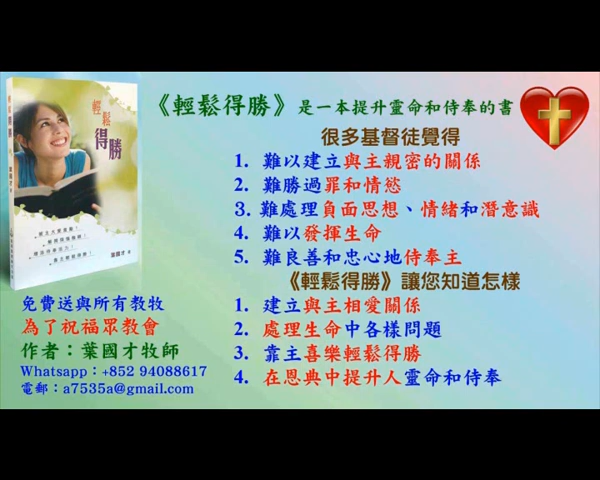 《輕鬆得勝》是一本提升靈命和侍奉的書
很多基督徒覺得
1. 難以建立與主親密的關係
2. 難勝過罪和情慾
3. 難處理負面思想、情緒和潛意識
4. 難以發揮生命
5. 難良善和忠心地侍奉主
《輕鬆得勝》讓您知道怎樣
1. 建立與主相愛關係
2. 處理生命中各樣問題
3. 靠主喜樂輕鬆得勝
4. 在恩典中提升人靈命和侍奉
輕鬆
得勝
輕鬆得勝
葉國才 著
免費送與所有教牧
為了祝福眾教會
作者：葉國才牧師
Whatsapp：+852 94088617
電郵：a7535a@gmail.com